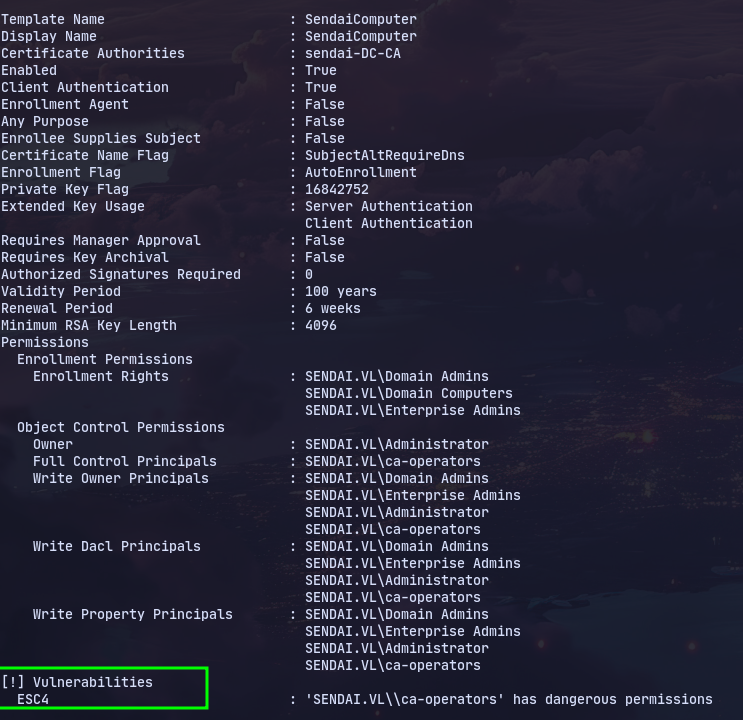 Template Name                       : SendaiComputer
Display Name                        : SendaiComputer
Certificate Authorities             : sendai-DC-CA
Enabled                             : True
Client Authentication               : True
Enrollment Agent                    : False
Any Purpose                         : False
Enrollee Supplies Subject           : False
Certificate Name Flag               : SubjectAltRequireDns
Enrollment Flag                     : AutoEnrollment
Private Key Flag                    : 16842752
Extended Key Usage                  : Server Authentication
                                      Client Authentication
Requires Manager Approval           : False
Requires Key Archival               : False
Authorized Signatures Required      : 0
Validity Period                     : 100 years
Renewal Period                      : 6 weeks
Minimum RSA Key Length              : 4096
Permissions
  Enrollment Permissions
    Enrollment Rights               : SENDAI.VL\Domain Admins
                                      SENDAI.VL\Domain Computers
                                      SENDAI.VL\Enterprise Admins
  Object Control Permissions
    Owner                           : SENDAI.VL\Administrator
    Full Control Principals         : SENDAI.VL\ca-operators
    Write Owner Principals          : SENDAI.VL\Domain Admins
                                      SENDAI.VL\Enterprise Admins
                                      SENDAI.VL\Administrator
                                      SENDAI.VL\ca-operators
    Write Dacl Principals           : SENDAI.VL\Domain Admins
                                      SENDAI.VL\Enterprise Admins
                                      SENDAI.VL\Administrator
                                      SENDAI.VL\ca-operators
    Write Property Principals       : SENDAI.VL\Domain Admins
                                      SENDAI.VL\Enterprise Admins
                                      SENDAI.VL\Administrator
                                      SENDAI.VL\ca-operators
[!] Vulnerabilities
  ESC4                              : 'SENDAI.VL\\ca-operators' has dangerous permissions